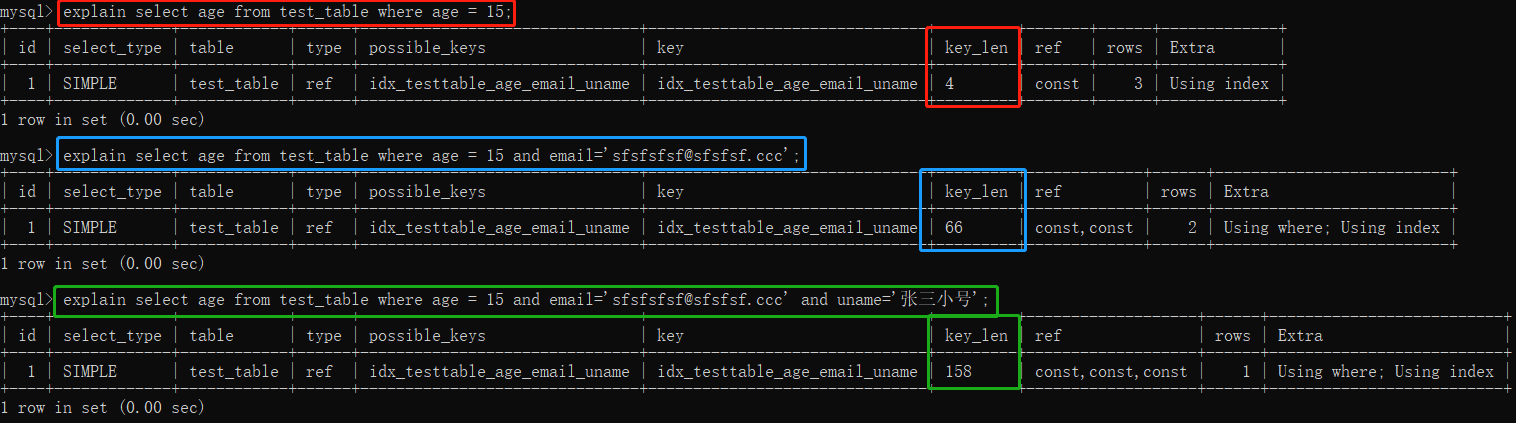 mysql> explain select age from test_table where age = 15;
+----+-------------+------------+------+------------------------------+------------------------------+---------+-------+------+-------------+
| id | select_type | table | type | possible_keys | key | key_len | ref | rows | Extra |
+----+-------------+------------+------+------------------------------+------------------------------+---------+-------+------+-------------+
| 1 | SIMPLE | test_table | ref | idx_testtable_age_email_uname | idx_testtable_age_email_uname | 4 | const | 3 | Using index |
+----+-------------+------------+------+------------------------------+------------------------------+---------+-------+------+-------------+
1 row in set (0.00 sec)
mysql> explain select age from test_table where age = 15 and email='sfsfsfsf@sfsfsf.ccc';
+----+-------------+------------+------+------------------------------+------------------------------+---------+-------------+------+--------------------------+
| id | select_type | table | type | possible_keys | key | key_len | ref | rows | Extra |
+----+-------------+------------+------+------------------------------+------------------------------+---------+-------------+------+--------------------------+
| 1 | SIMPLE | test_table | ref | idx_testtable_age_email_uname | idx_testtable_age_email_uname | 66 | const,const | 2 | Using where; Using index |
+----+-------------+------------+------+------------------------------+------------------------------+---------+-------------+------+--------------------------+
1 row in set (0.00 sec)
mysql> explain select age from test_table where age = 15 and email='sfsfsfsf@sfsfsf.ccc' and uname='张三小号';
+----+-------------+------------+------+------------------------------+------------------------------+---------+-------------------+------+--------------------------+
| id | select_type | table | type | possible_keys | key | key_len | ref | rows | Extra |
+----+-------------+------------+------+------------------------------+------------------------------+---------+-------------------+------+--------------------------+
| 1 | SIMPLE | test_table | ref | idx_testtable_age_email_uname | idx_testtable_age_email_uname | 158 | const,const,const | 1 | Using where; Using index |
+----+-------------+------------+------+------------------------------+------------------------------+---------+-------------------+------+--------------------------+
1 row in set (0.00 sec)